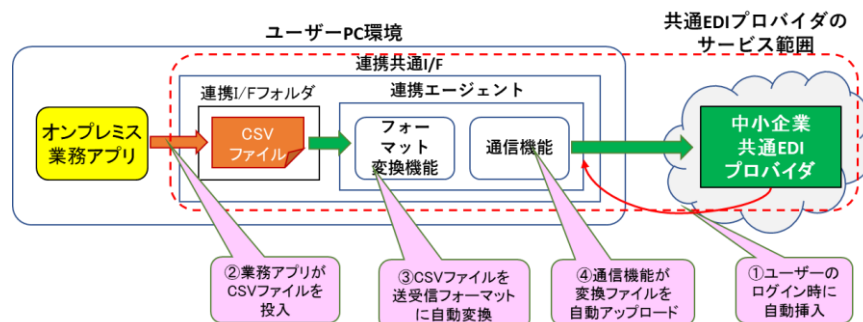 ユーザーPC環境
共通EDIプロバイダの
サービス範囲
連携共通I/F
連携I/Fフォルダ
連携エージェント
オンプレミス
業務アプリ
CSV
ファイル
フォー
マット
変換機能
通信機能
中小企業
共通EDI
プロバイダ
②業務アプリが
CSVファイルを
投入
③CSVファイルを
送受信フォーマット
に自動変換
④通信機能が
変換ファイルを
自動アップロード
①ユーザーの
ログイン時に
自動挿入